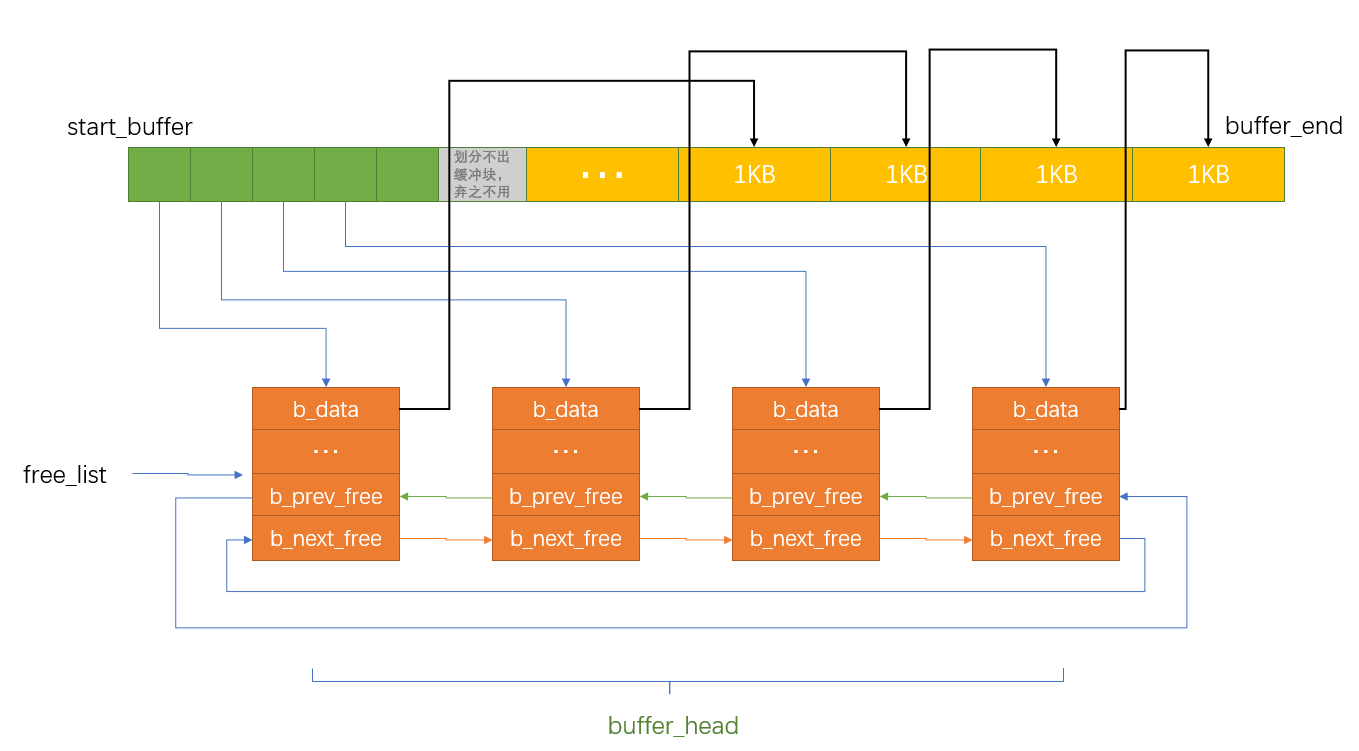 start_buffer
buffer_end
划分不出
缓冲块，
弃之不用
...
1KB
1KB
1KB
1KB
b_data
b_data
b_data
b_data
...
...
...
...
free_list
b_prev_free
b_prev_free
b_prev_free
b_prev_free
b_next_free
b_next_free
b_next_free
b_next_free
buffer_head